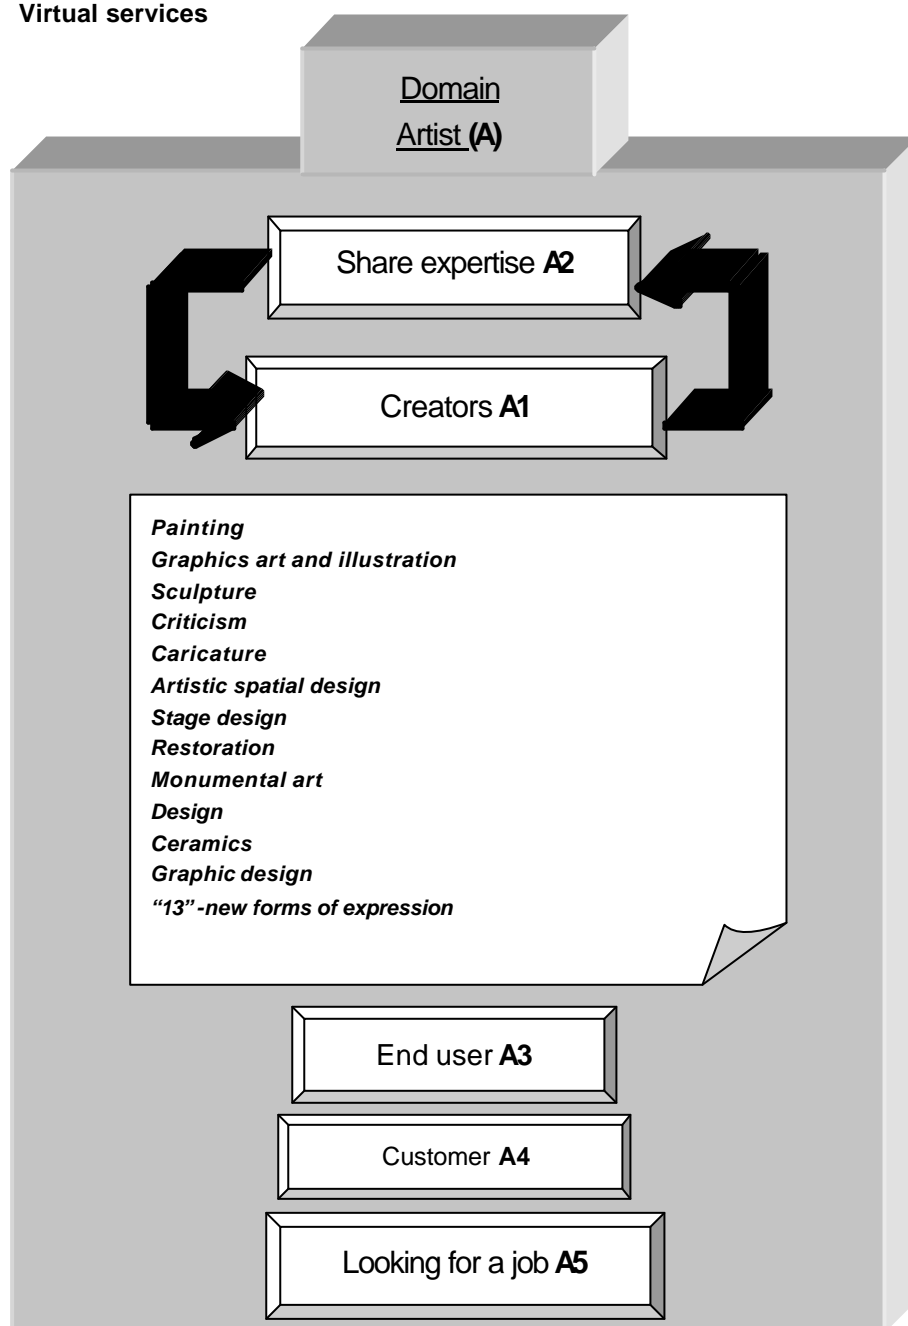 Virtual services
Domain
Artist (A)
Share expertise A2
Creators A1
Painting
Graphics art and illustration
Sculpture
Criticism
Caricature
Artistic spatial design
Stage design
Restoration
Monumental art
Design
Ceramics
Graphic design
“13”-new forms of expression
End user A3
Customer A4
Looking for a job A5